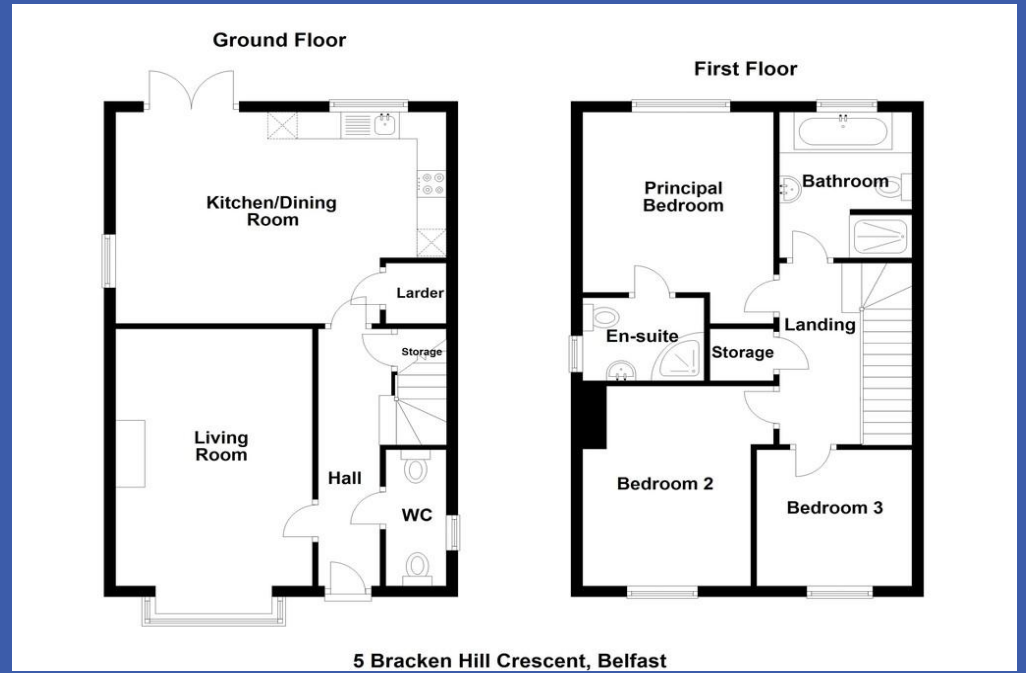 Ground Floor
First Floor
Kitchen/Dining
Room
Larder
Storage
Living
Room
Hall
WC
Principal
Bedroom
Bathroom
En-suite
Storage
Landing
Bedroom 2
Bedroom 3
5 Bracken Hill Crescent, Belfast